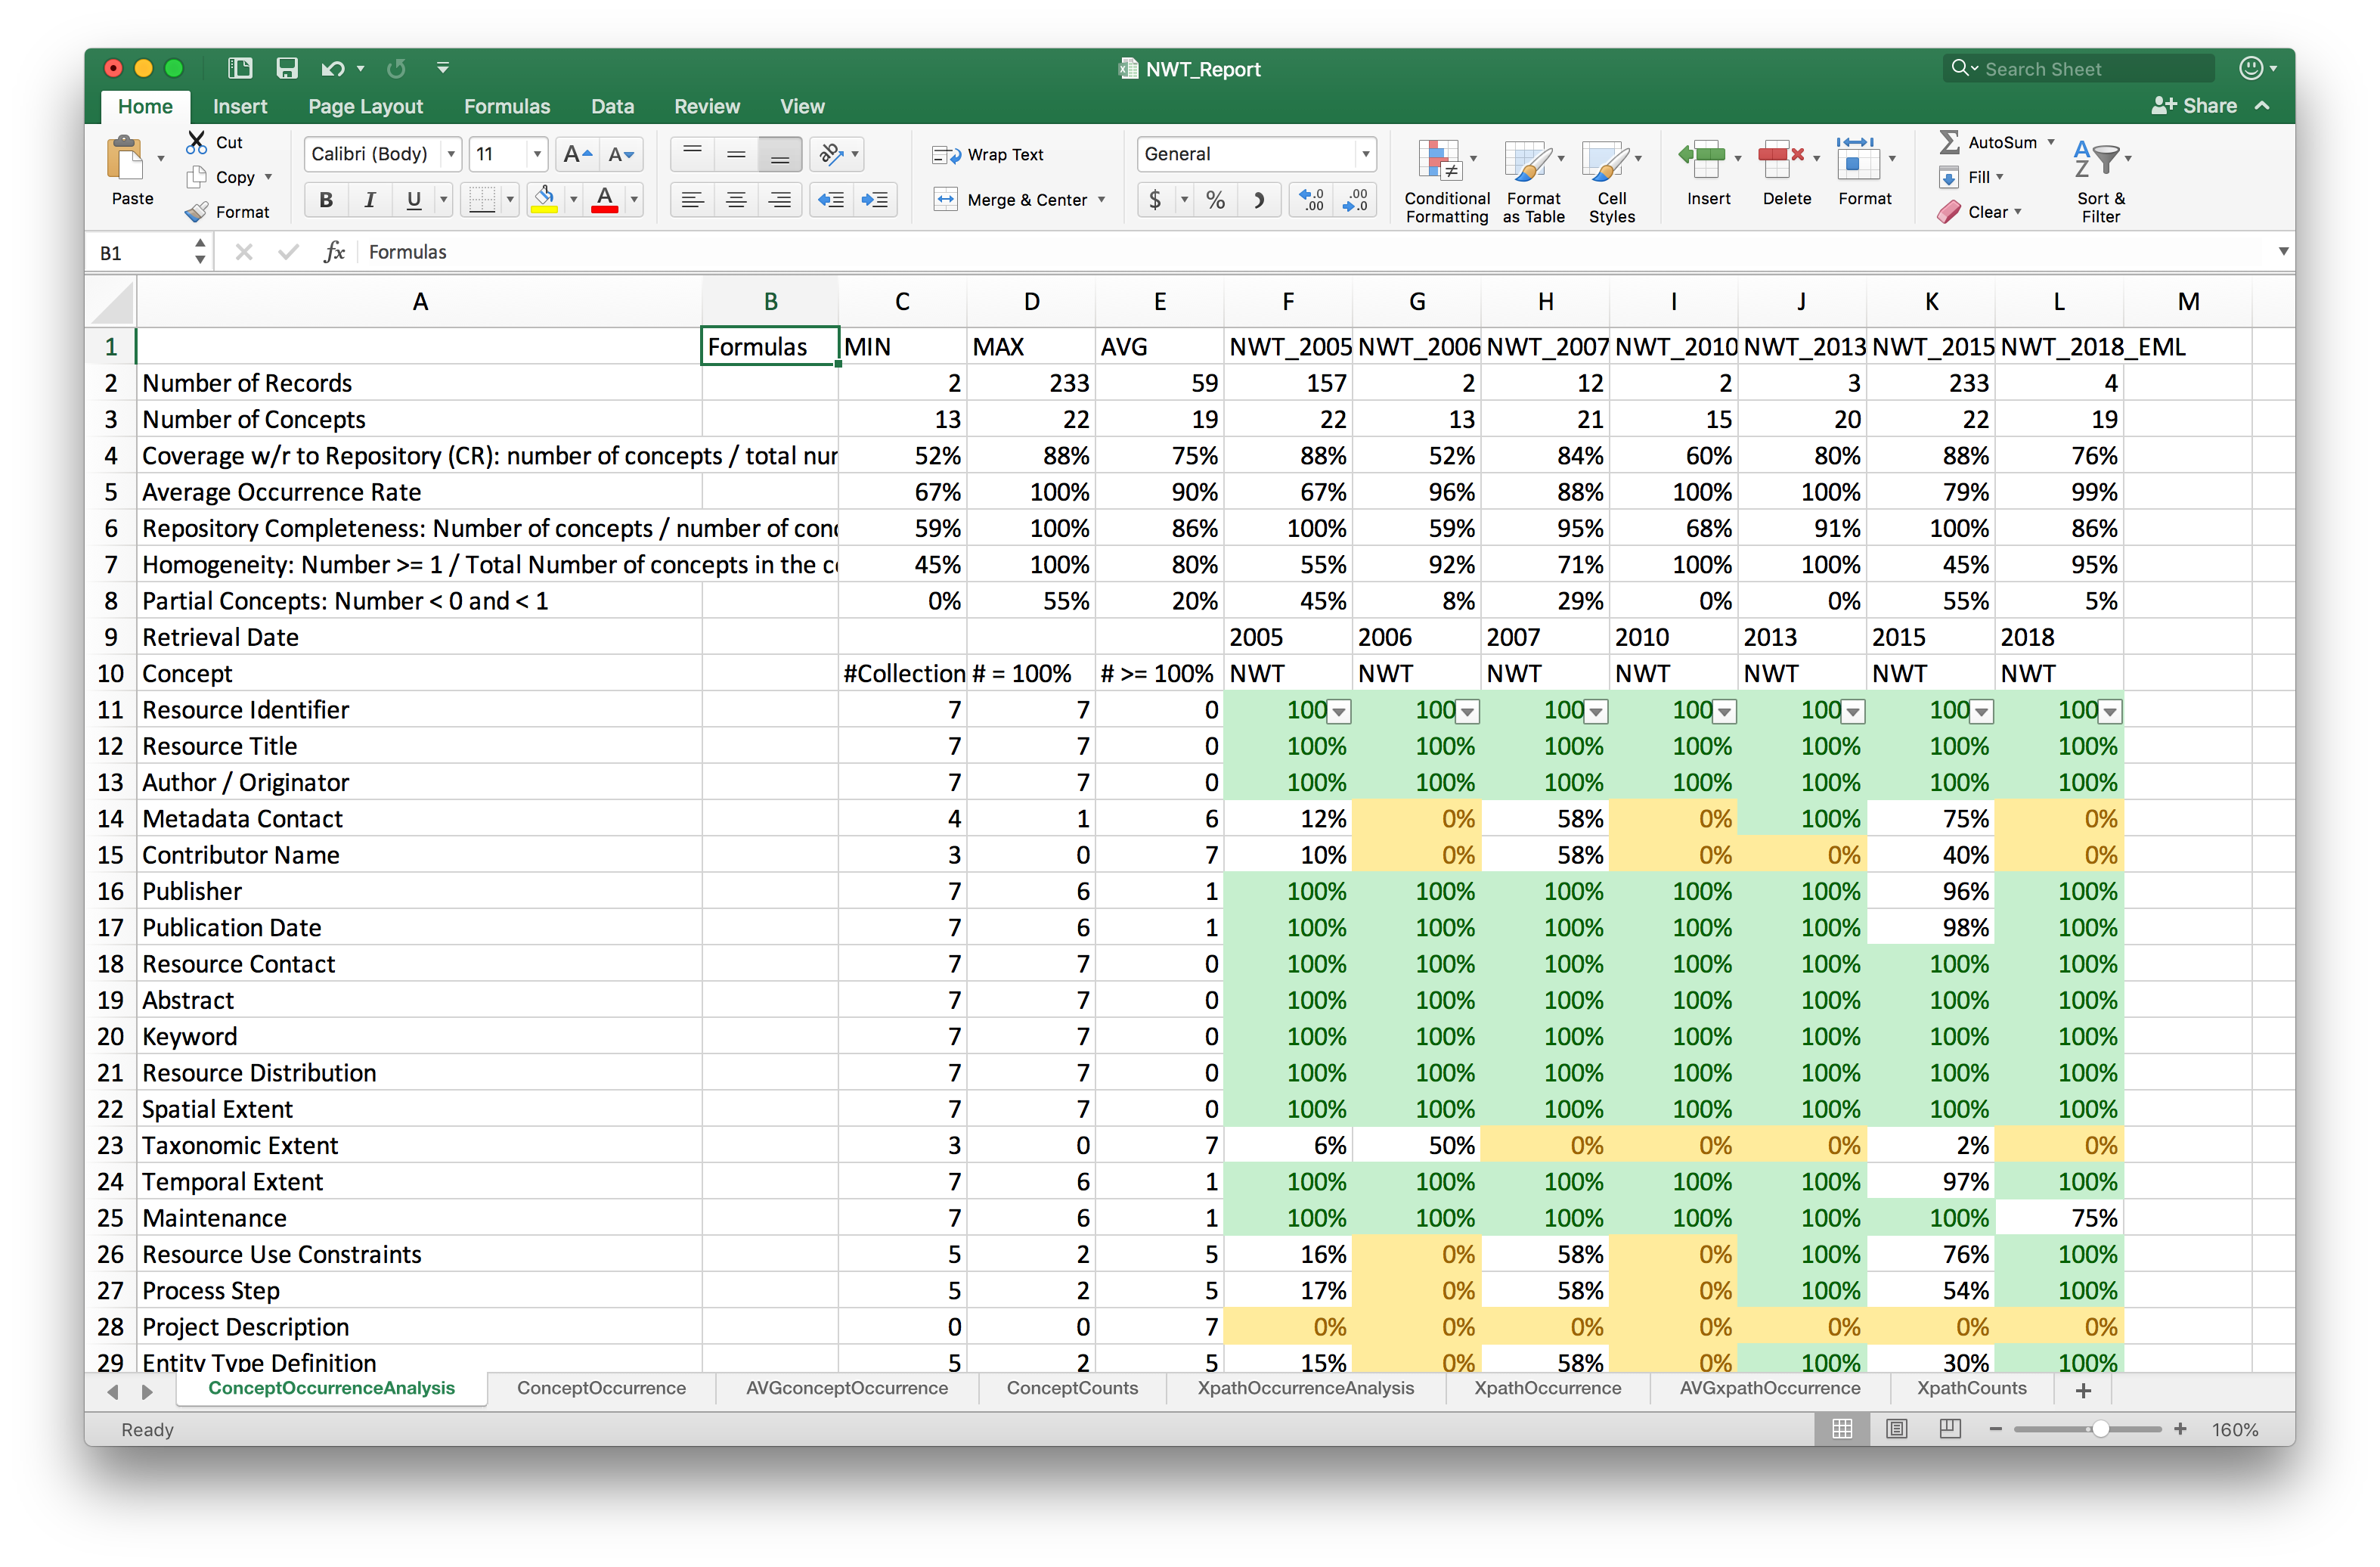 NWT_Report
Search Sheet
Home Insert Page Layout Formulas Data Review View Share
Paste Cut Copy Format
Calibri (Body) 11
B I U
Wrap Text
Merge & Center
General
$ % )
Conditional Formatting
Format as Table
Cell Styles
Insert Delete Format
AutoSum Fill Clear
Sort & Filter
B1 fx Formulas
A B C D E F G H I J K L M
1 Formulas MIN MAX AVG NWT_2005 NWT_2006 NWT_2007 NWT_2010 NWT_2013 NWT_2015 NWT_2018_EML
2 Number of Records 2 233 59 157 2 12 2 3 233 4
3 Number of Concepts 13 22 19 22 13 21 15 20 22 19
4 Coverage w/r to Repository (CR): number of concepts / total 52% 88% 75% 88% 52% 84% 60% 80% 88% 76%
5 Average Occurrence Rate 67% 100% 90% 67% 96% 88% 100% 100% 79% 99%
6 Repository Completeness: Number of concepts / number of 59% 100% 86% 100% 59% 95% 68% 91% 100% 86%
7 Homogeneity: Number >= 1 / Total Number of concepts in the 45% 100% 80% 55% 92% 71% 100% 100% 45% 95%
8 Partial Concepts: Number < 0 and < 1 0% 55% 20% 45% 8% 29% 0% 0% 55% 5%
9 Retrieval Date 2005 2006 2007 2010 2013 2015 2018
10 Concept #Collection # = 100% # >= 100% NWT NWT NWT NWT NWT NWT NWT
11 Resource Identifier 7 7 0 100 100 100 100 100 100 100
12 Resource Title 7 7 0 100% 100% 100% 100% 100% 100% 100%
13 Author / Originator 7 7 0 100% 100% 100% 100% 100% 100% 100%
14 Metadata Contact 4 1 6 12% 0% 58% 0% 100% 75% 0%
15 Contributor Name 3 0 7 10% 0% 58% 0% 0% 40% 0%
16 Publisher 7 6 1 100% 100% 100% 100% 100% 96% 100%
17 Publication Date 7 6 1 100% 100% 100% 100% 100% 98% 100%
18 Resource Contact 7 7 0 100% 100% 100% 100% 100% 100% 100%
19 Abstract 7 7 0 100% 100% 100% 100% 100% 100% 100%
20 Keyword 7 7 0 100% 100% 100% 100% 100% 100% 100%
21 Resource Distribution 7 7 0 100% 100% 100% 100% 100% 100% 100%
22 Spatial Extent 7 7 0 100% 100% 100% 100% 100% 100% 100%
23 Taxonomic Extent 3 0 7 6% 50% 0% 0% 0% 2% 0%
24 Temporal Extent 7 6 1 100% 100% 100% 100% 100% 97% 100%
25 Maintenance 7 6 1 100% 100% 100% 100% 100% 100% 75%
26 Resource Use Constraints 5 2 5 16% 0% 58% 0% 100% 76% 100%
27 Process Step 5 2 5 17% 0% 58% 0% 100% 54% 100%
28 Project Description 0 0 7 0% 0% 0% 0% 0% 0% 0%
29 Entity Type Definition 5 2 5 15% 0% 58% 0% 100% 30% 100%
ConceptOccurrenceAnalysis ConceptOccurrence AVGconceptOccurrence ConceptCounts XpathOccurrenceAnalysis XpathOccurrence AVGxpathOccurrence XpathCounts +
Ready 160%